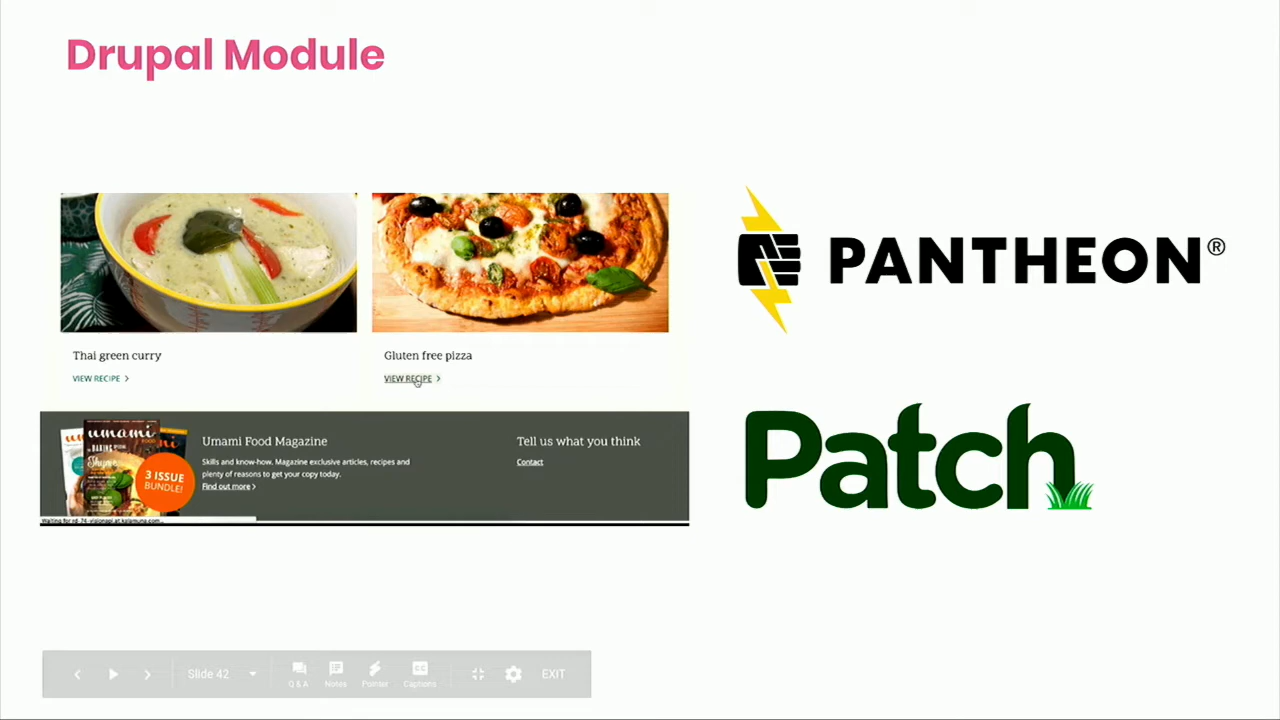 Drupal Module
Thai green curry
VIEW RECIPE >
Gluten free pizza
VIEW RECIPE >
PANTHEON®
umami
FOOD
3 ISSUE
BUNDLE!
Umami Food Magazine
Skills and know-how. Magazine exclusive articles, recipes and
plenty of reasons to get your copy today.
Find out more >
Tell us what you think
Contact
Patch
Slide 42
Q & A
Notes
Pointer
CC
Captions
EXIT